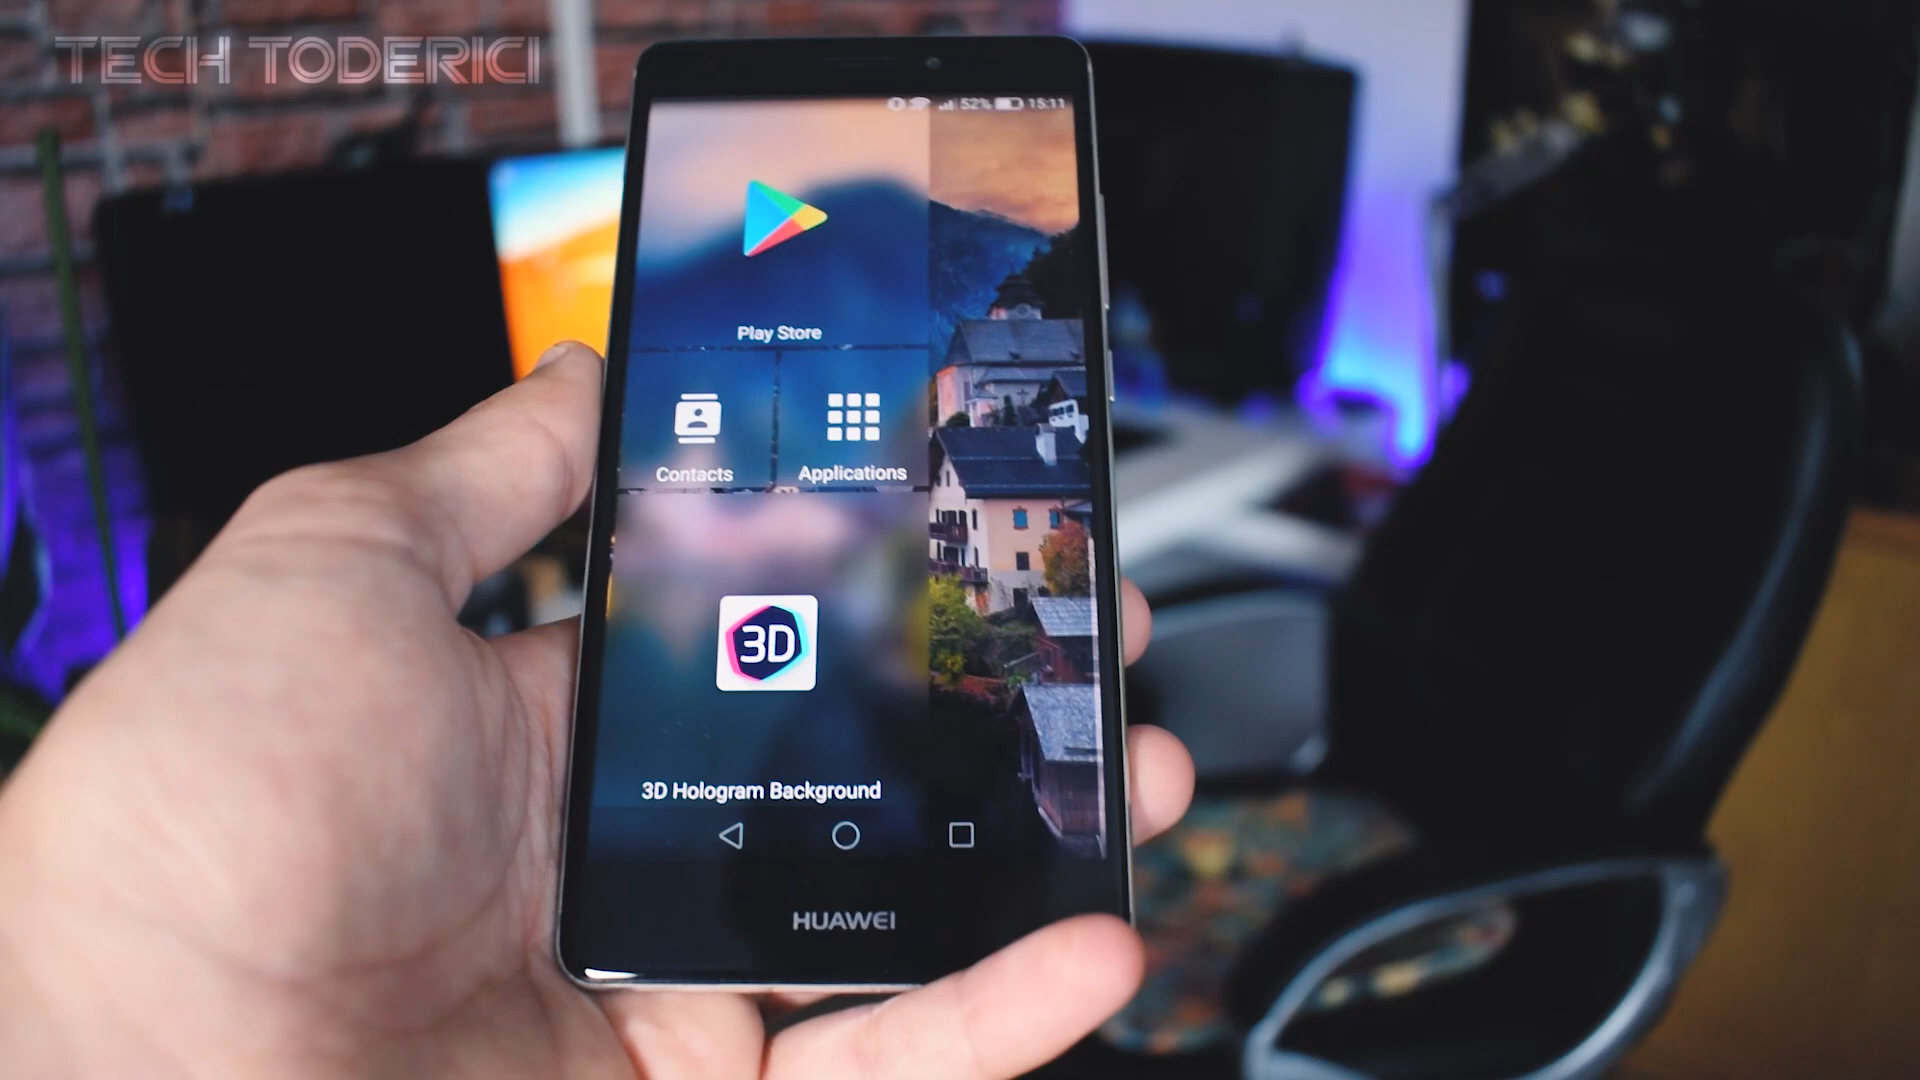 TECH TODERICI
52% 15:11
Play Store
Contacts Applications
3D
3D Hologram Background
HUAWEI